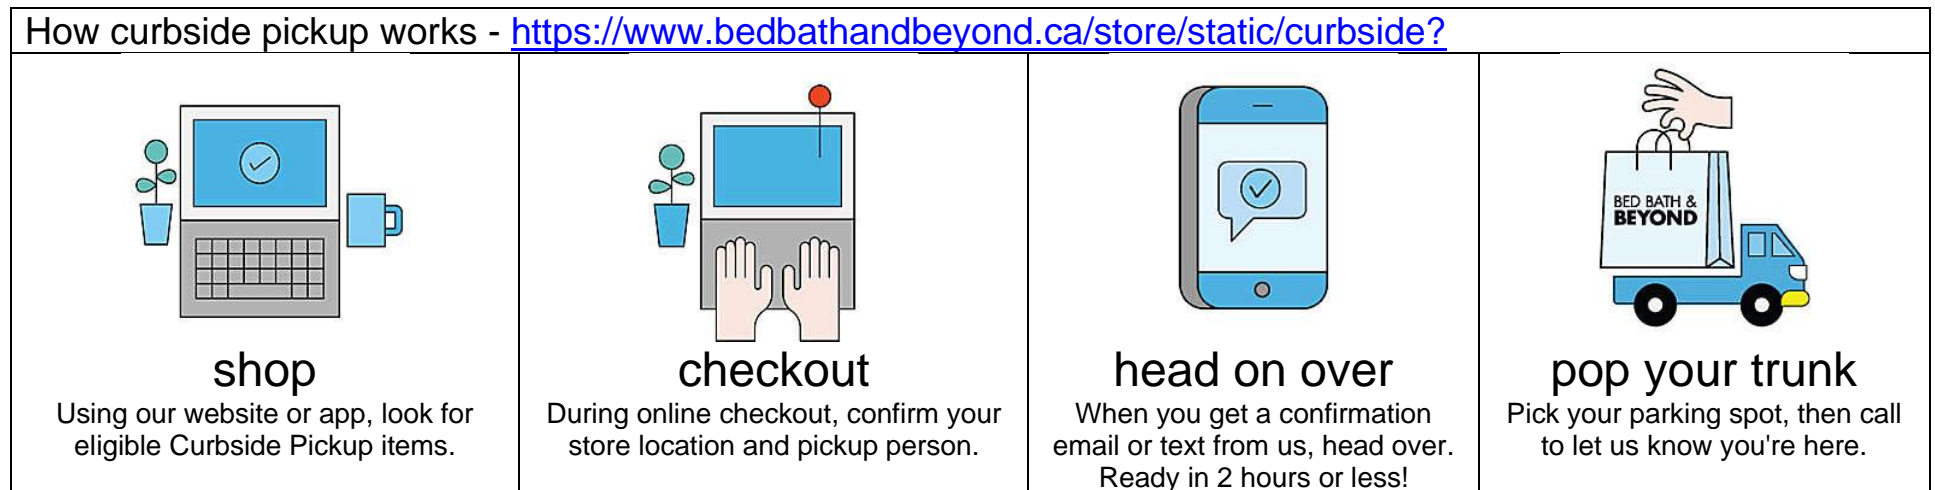 How curbside pickup works - https://www.bedbathandbeyond.ca/store/static/curbside?
shop
Using our website or app, look for
eligible Curbside Pickup items.
checkout
During online checkout, confirm your
store location and pickup person.
head on over
When you get a confirmation
email or text from us, head over.
Ready in 2 hours or less!
BED BATH &
BEYOND
pop your trunk
Pick your parking spot, then call
to let us know you're here.